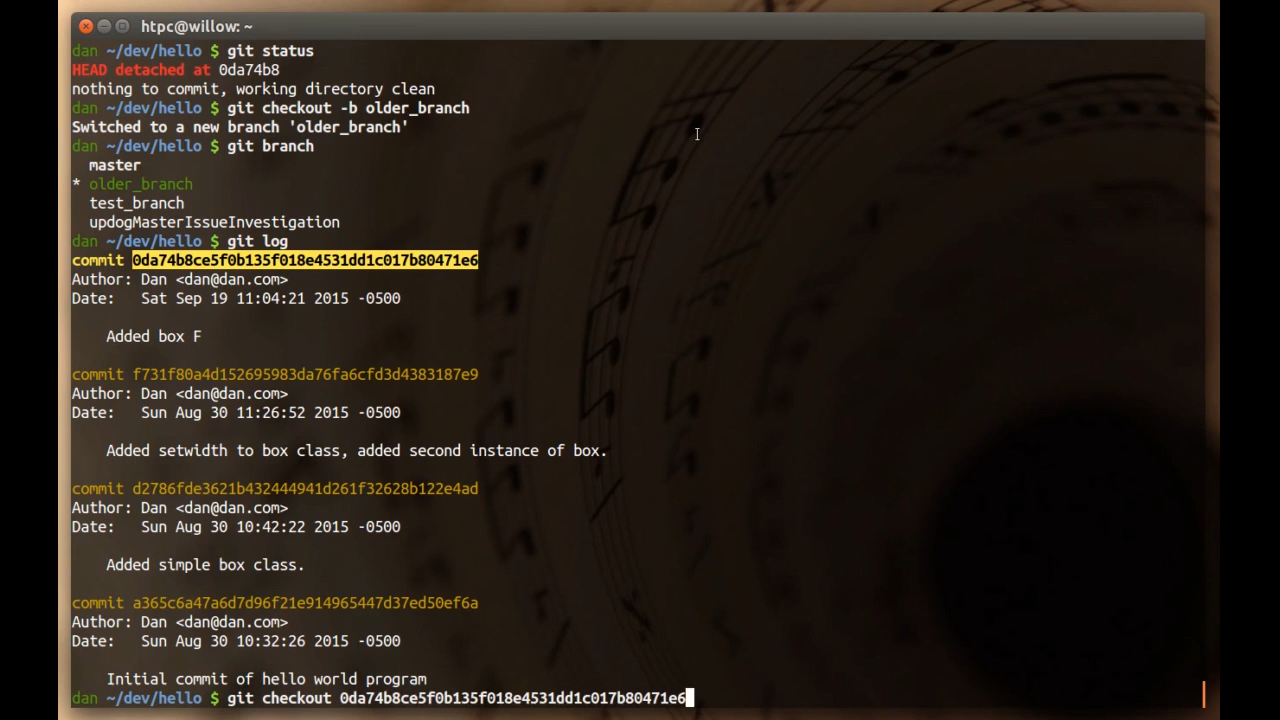 htpc@willow: ~
dan ~/dev/hello $ git status
HEAD detached at 0da74b8
nothing to commit, working directory clean
dan ~/dev/hello $ git checkout -b older_branch
Switched to a new branch 'older_branch'
dan ~/dev/hello $ git branch
  master
* older_branch
  test_branch
  updogMasterIssueInvestigation
dan ~/dev/hello $ git log
commit 0da74b8ce5f0b135f018e4531dd1c017b80471e6
Author: Dan <dan@dan.com>
Date:   Sat Sep 19 11:04:21 2015 -0500
    Added box F
commit f731f80a4d152695983da76fa6cfd3d4383187e9
Author: Dan <dan@dan.com>
Date:   Sun Aug 30 11:26:52 2015 -0500
    Added setwidth to box class, added second instance of box.
commit d2786fde3621b432444941d261f32628b122e4ad
Author: Dan <dan@dan.com>
Date:   Sun Aug 30 10:42:22 2015 -0500
    Added simple box class.
commit a365c6a47a6d7d96f21e914965447d37ed50ef6a
Author: Dan <dan@dan.com>
Date:   Sun Aug 30 10:32:26 2015 -0500
    Initial commit of hello world program
dan ~/dev/hello $ git checkout 0da74b8ce5f0b135f018e4531dd1c017b80471e6